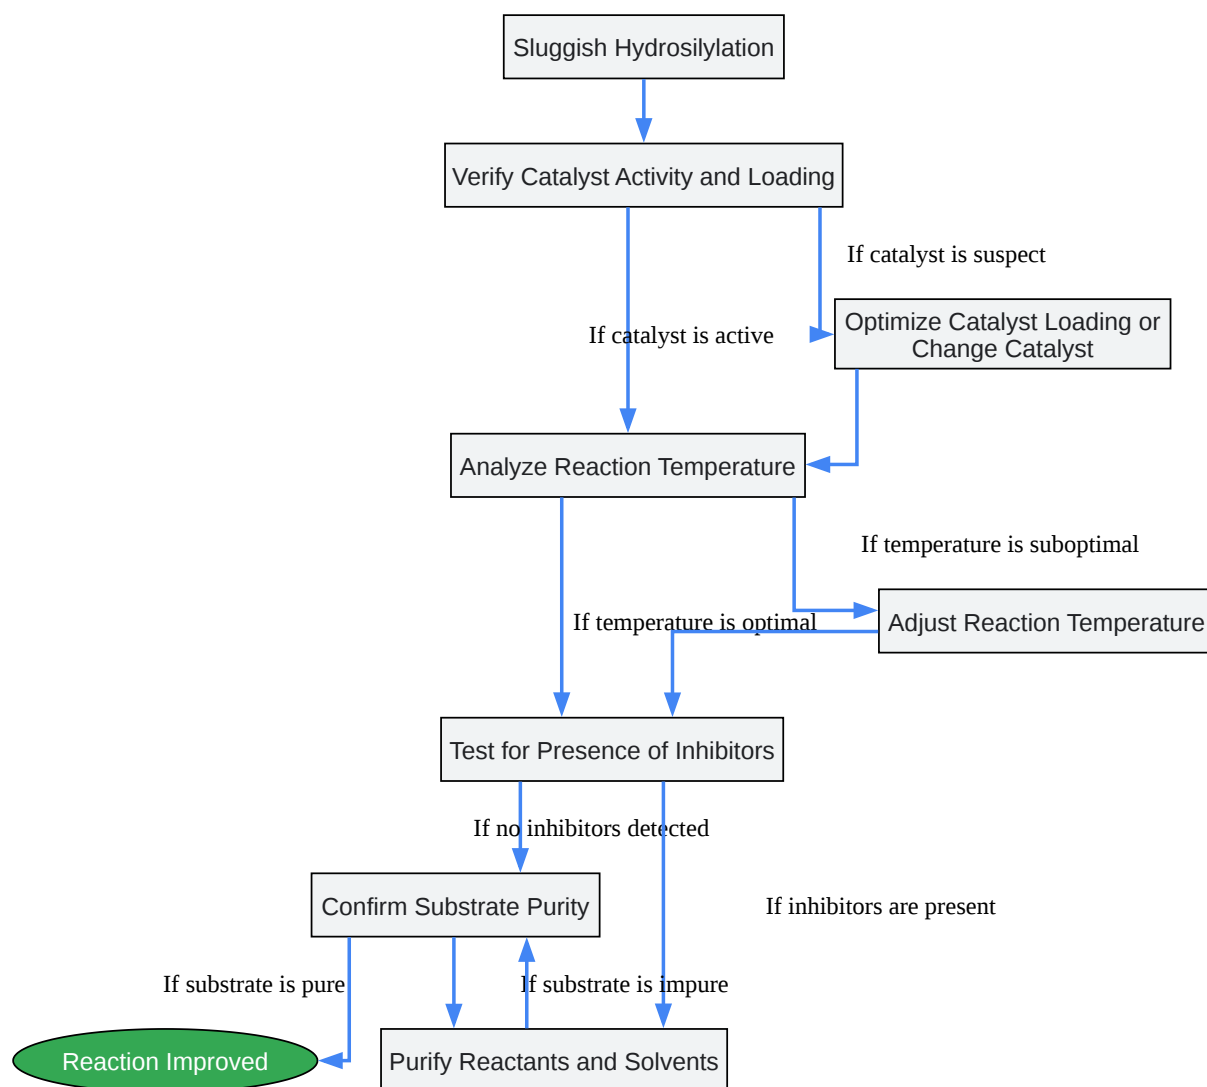 Sluggish Hydrosilylation
Verify Catalyst Activity and Loading
If catalyst is suspect
Optimize Catalyst Loading or
Change Catalyst
If catalyst is active
Analyze Reaction Temperature
If temperature is suboptimal
If temperature is optimal
Adjust Reaction Temperature
Test for Presence of Inhibitors
If no inhibitors detected
Confirm Substrate Purity
If inhibitors are present
If substrate is pure
If substrate is impure
Reaction Improved
Purify Reactants and Solvents